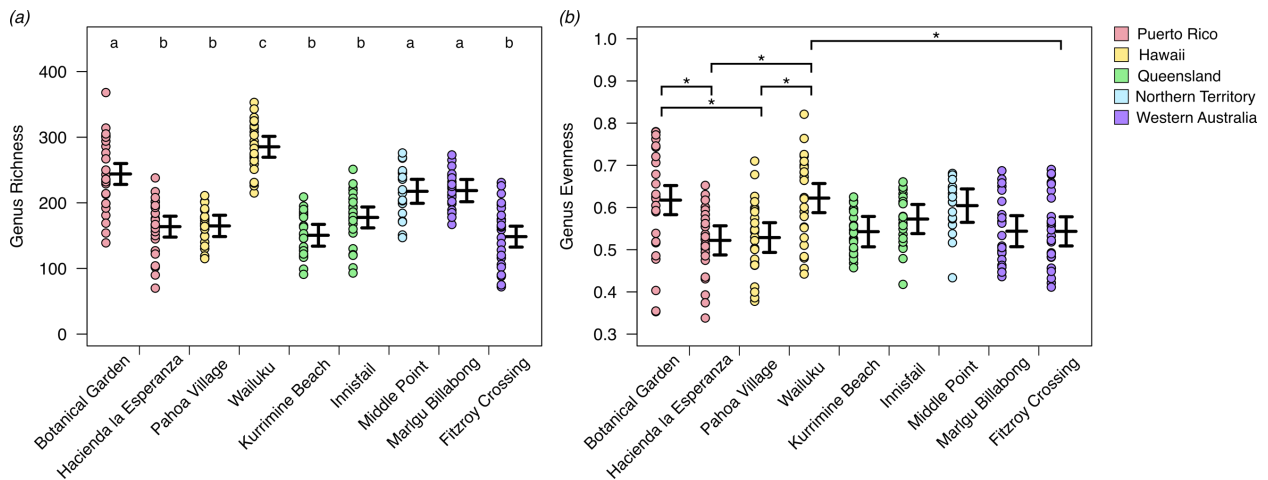 (a)
a b b c b b a a b
Genus Richness
400
300
200
100
0
Botanical Garden
Hacienda la Esperanza
Pahoa Village
Wailuku
Kurrimine Beach
Innisfail
Middle Point
Marlgu Billabong
Fitzroy Crossing
(b)
Genus Evenness
1.0
0.9
0.8
0.7
0.6
0.5
0.4
0.3
*
*
* *
*
Botanical Garden
Hacienda la Esperanza
Pahoa Village
Wailuku
Kurrimine Beach
Innisfail
Middle Point
Marlgu Billabong
Fitzroy Crossing
Puerto Rico
Hawaii
Queensland
Northern Territory
Western Australia